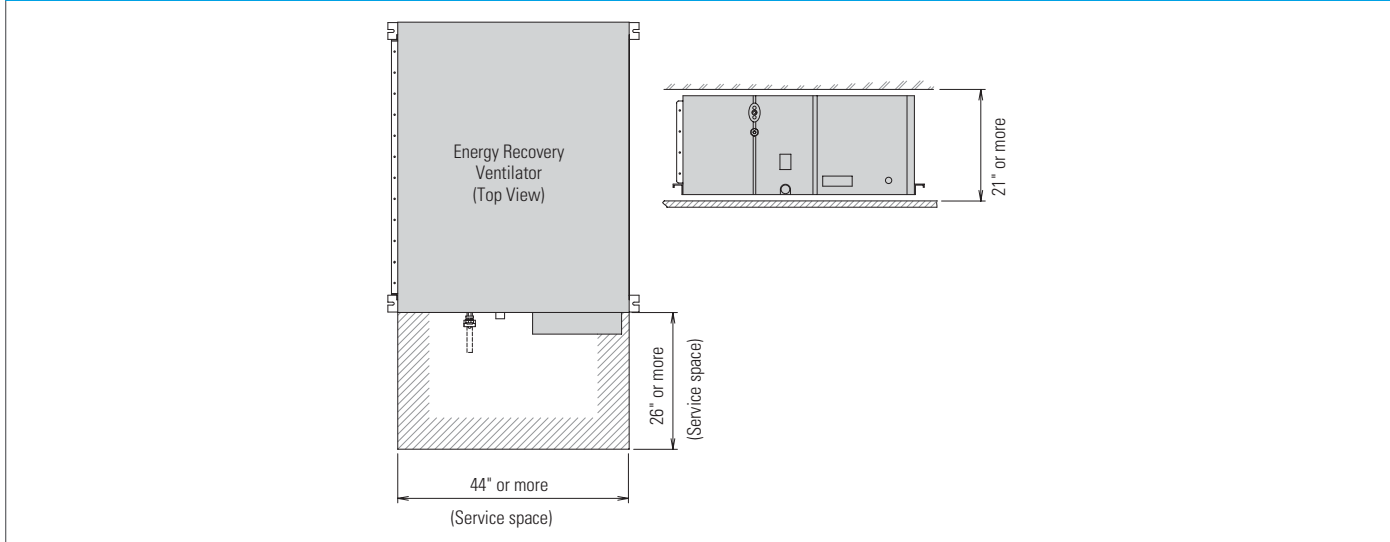 Energy Recovery
Ventilator
(Top View)
21" or more
26" or more
(Service space)
44" or more
(Service space)